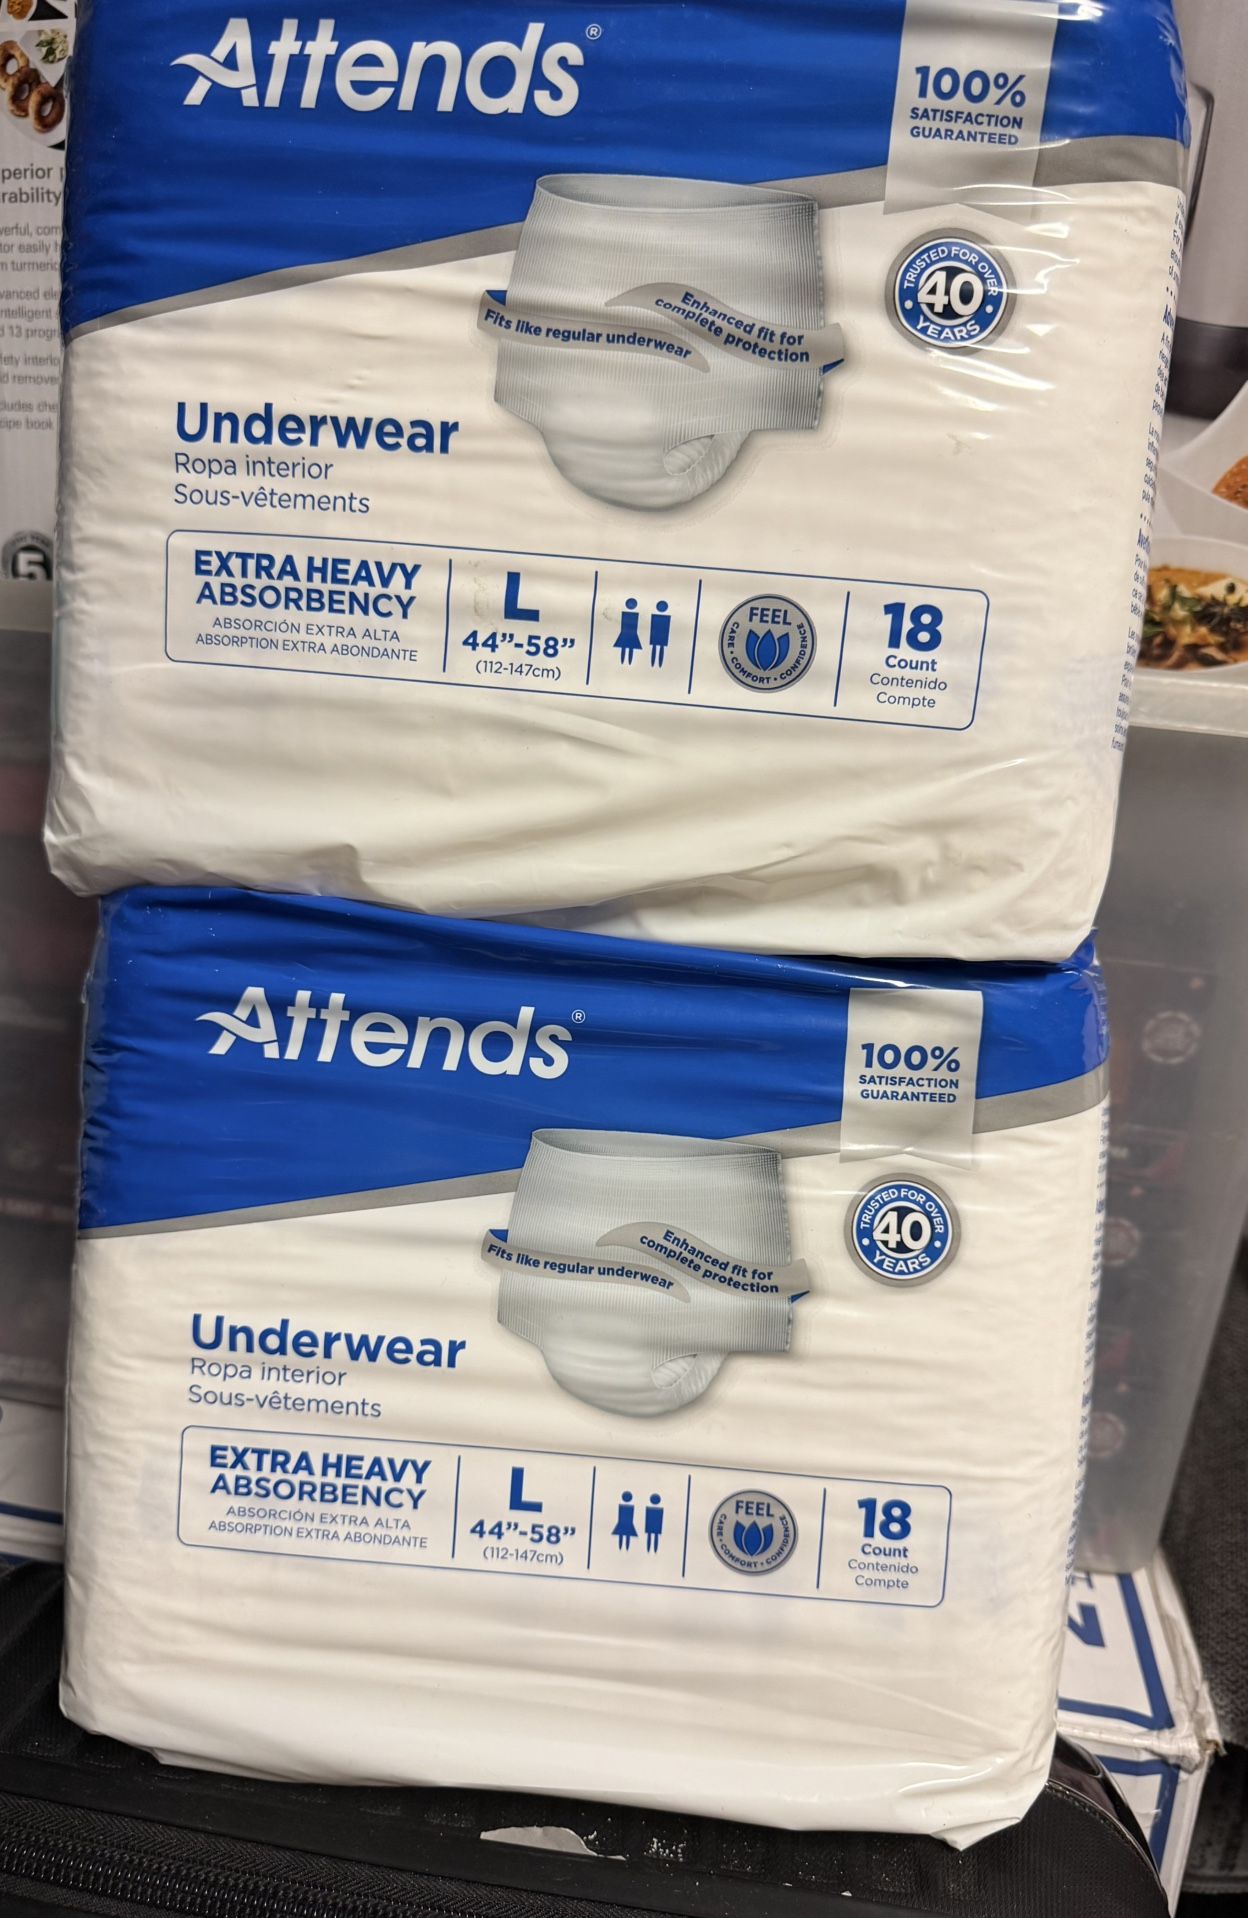 Attends®
100%
SATISFACTION
GUARANTEED
TRUSTED FOR OVER
40
YEARS
Fits like regular underwear
Enhanced fit for
complete protection
Underwear
Ropa interior
Sous-vêtements
EXTRA HEAVY
ABSORBENCY
ABSORCIÓN EXTRA ALTA
ABSORPTION EXTRA ABONDANTE
L
44”-58”
(112-147cm)
FEEL
CARE • COMFORT • CONFIDENCE
18
Count
Contenido
Compte
Attends®
100%
SATISFACTION
GUARANTEED
TRUSTED FOR OVER
40
YEARS
Fits like regular underwear
Enhanced fit for
complete protection
Underwear
Ropa interior
Sous-vêtements
EXTRA HEAVY
ABSORBENCY
ABSORCIÓN EXTRA ALTA
ABSORPTION EXTRA ABONDANTE
L
44”-58”
(112-147cm)
FEEL
CARE • COMFORT • CONFIDENCE
18
Count
Contenido
Compte
5